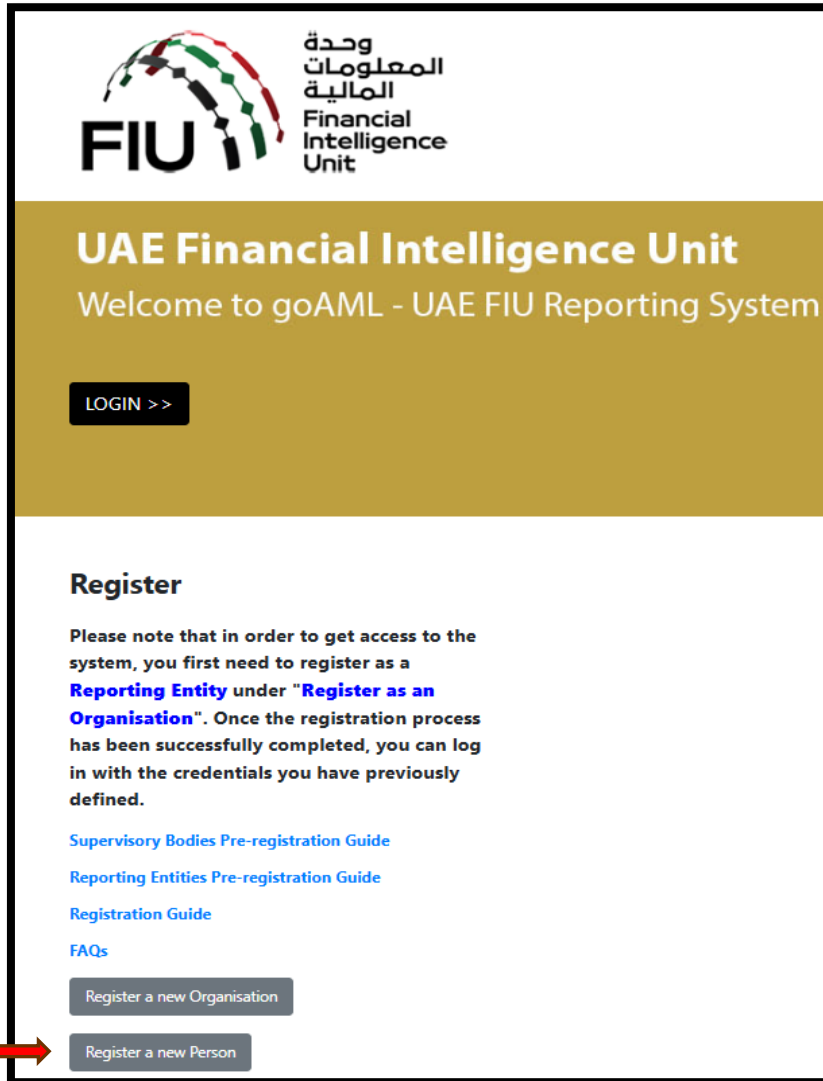 وحدة
المعلومات
المالية
Financial
Intelligence
Unit
FIU
UAE Financial Intelligence Unit
Welcome to goAML - UAE FIU Reporting System
LOGIN >>
Register
Please note that in order to get access to the
system, you first need to register as a
Reporting Entity under "Register as an
Organisation". Once the registration process
has been successfully completed, you can log
in with the credentials you have previously
defined.
Supervisory Bodies Pre-registration Guide
Reporting Entities Pre-registration Guide
Registration Guide
FAQs
Register a new Organisation
Register a new Person